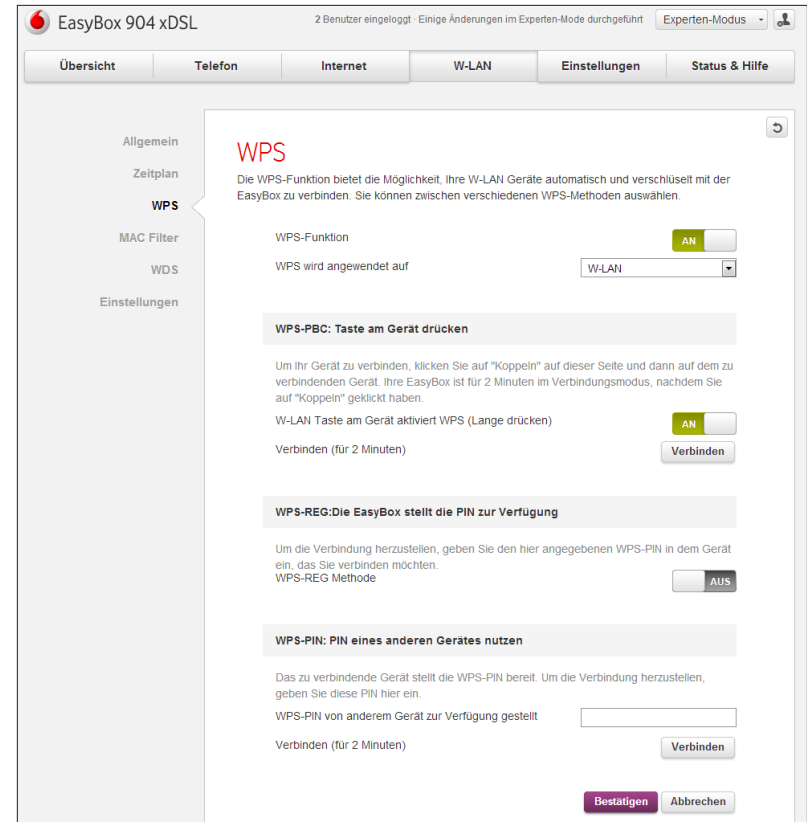 EasyBox 904 xDSL
2 Benutzer eingeloggt · Einige Änderungen im Experten-Mode durchgeführt
Experten-Modus
Übersicht Telefon Internet W-LAN Einstellungen Status & Hilfe
Allgemein
Zeitplan
WPS
MAC Filter
WDS
Einstellungen
WPS
Die WPS-Funktion bietet die Möglichkeit, Ihre W-LAN Geräte automatisch und verschlüselt mit der
EasyBox zu verbinden. Sie können zwischen verschiedenen WPS-Methoden auswählen.
WPS-Funktion AN
WPS wird angewendet auf W-LAN
WPS-PBC: Taste am Gerät drücken
Um Ihr Gerät zu verbinden, klicken Sie auf "Koppeln" auf dieser Seite und dann auf dem zu
verbindenden Gerät. Ihre EasyBox ist für 2 Minuten im Verbindungsmodus, nachdem Sie
auf "Koppeln" geklickt haben.
W-LAN Taste am Gerät aktiviert WPS (Lange drücken) AN
Verbinden (für 2 Minuten) Verbinden
WPS-REG:Die EasyBox stellt die PIN zur Verfügung
Um die Verbindung herzustellen, geben Sie den hier angegebenen WPS-PIN in dem Gerät
ein, das Sie verbinden möchten.
WPS-REG Methode AUS
WPS-PIN: PIN eines anderen Gerätes nutzen
Das zu verbindende Gerät stellt die WPS-PIN bereit. Um die Verbindung herzustellen,
geben Sie diese PIN hier ein.
WPS-PIN von anderem Gerät zur Verfügung gestellt
Verbinden (für 2 Minuten) Verbinden
Bestätigen Abbrechen